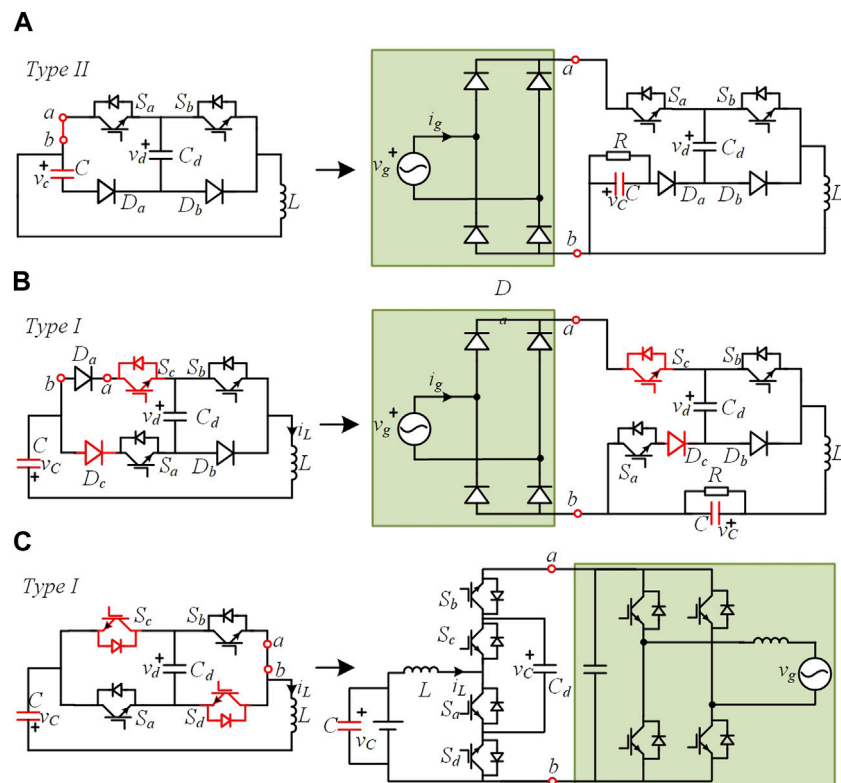 A
Type II
a
b
S_a
S_b
+
v_c
C
v_d
+
C_d
D_a
D_b
L
i_g
v_g
+
a
b
S_a
S_b
R
+
v_C
C
v_d
+
C_d
D_a
D_b
L
B
D
Type I
D_a
b
a
S_c
S_b
v_d
+
C_d
i_L
C
v_C
+
D_c
S_a
D_b
L
a
i_g
v_g
+
a
b
S_c
S_b
v_d
+
C_d
S_a
D_c
D_b
L
R
C
v_C
+
C
Type I
S_c
S_b
a
b
v_d
+
C_d
i_L
C
v_C
+
S_a
S_d
L
a
S_b
S_c
L
i_L
+
v_C
C_d
S_a
C
+
v_C
S_d
b
v_g